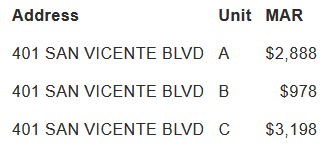 Address Unit MAR
401 SAN VICENTE BLVD A $2,888
401 SAN VICENTE BLVD B $978
401 SAN VICENTE BLVD C $3,198